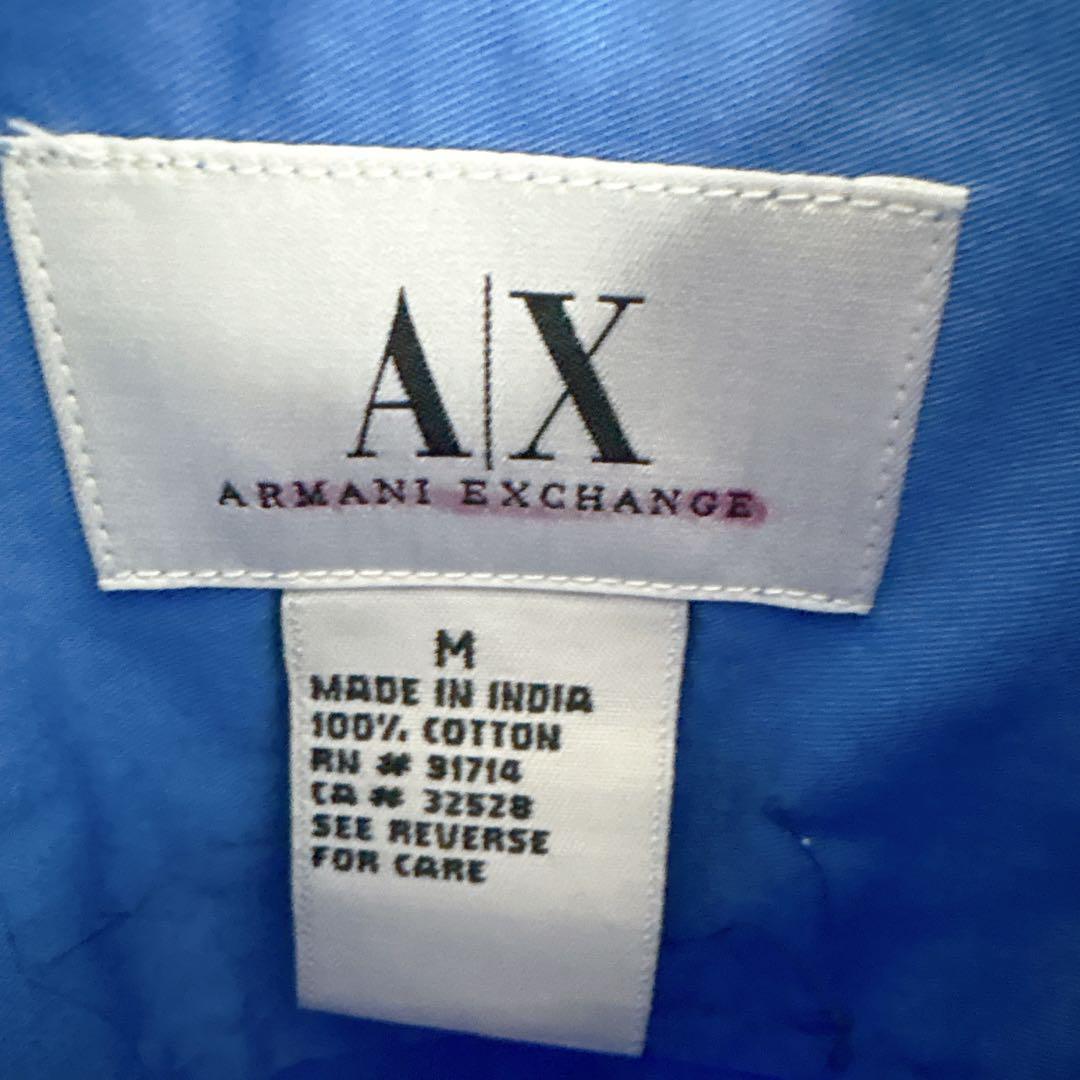 A|X
ARMANI EXCHANGE
M
MADE IN INDIA
100% COTTON
RN # 91714
CA # 32528
SEE REVERSE
FOR CARE